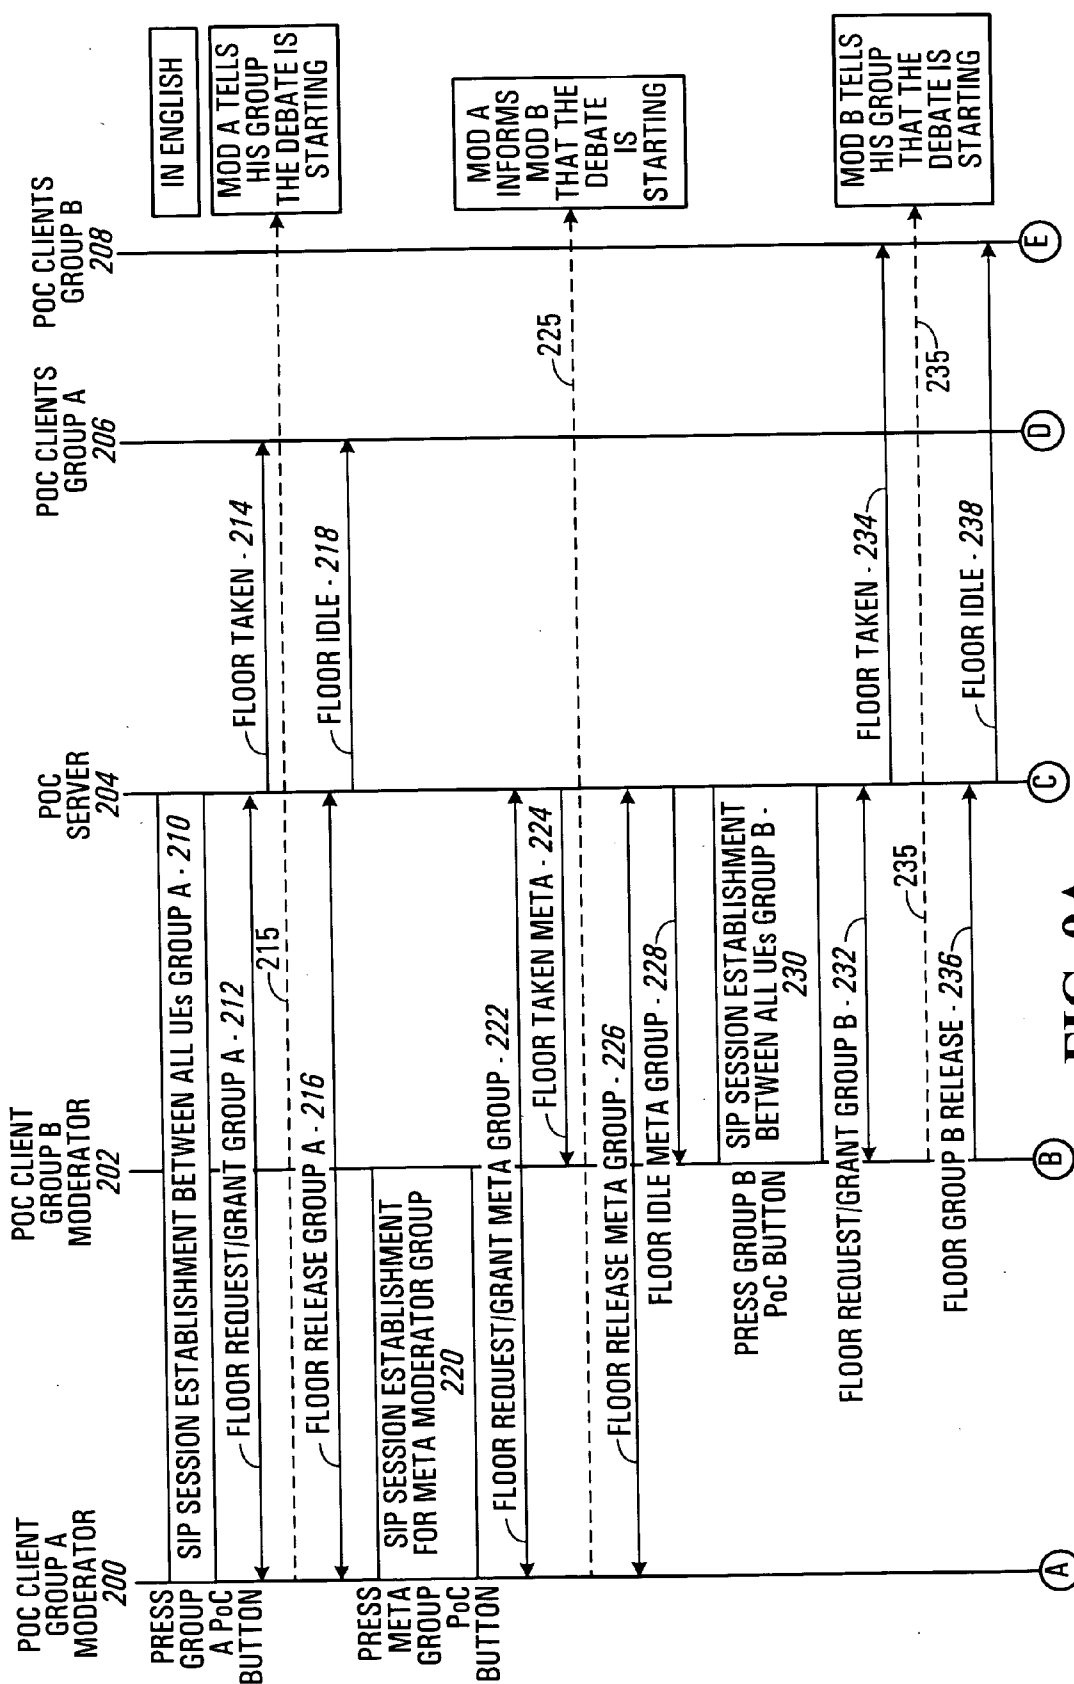 POC CLIENT
GROUP A
MODERATOR
200
POC CLIENT
GROUP B
MODERATOR
202
POC
SERVER
204
POC CLIENTS
GROUP A
206
POC CLIENTS
GROUP B
208
IN ENGLISH
PRESS
GROUP
A PoC
BUTTON
SIP SESSION ESTABLISHMENT BETWEEN ALL UEs GROUP A - 210
FLOOR REQUEST/GRANT GROUP A - 212
FLOOR TAKEN - 214
215
MOD A TELLS
HIS GROUP
THE DEBATE IS
STARTING
FLOOR RELEASE GROUP A - 216
FLOOR IDLE - 218
PRESS
META
GROUP
PoC
BUTTON
SIP SESSION ESTABLISHMENT
FOR META MODERATOR GROUP
220
FLOOR REQUEST/GRANT META GROUP - 222
FLOOR TAKEN META - 224
225
MOD A
INFORMS
MOD B
THAT THE
DEBATE
IS
STARTING
FLOOR RELEASE META GROUP - 226
FLOOR IDLE META GROUP - 228
PRESS GROUP B
PoC BUTTON
SIP SESSION ESTABLISHMENT
BETWEEN ALL UEs GROUP B -
230
FLOOR REQUEST/GRANT GROUP B - 232
FLOOR TAKEN - 234
235
235
MOD B TELLS
HIS GROUP
THAT THE
DEBATE IS
STARTING
FLOOR GROUP B RELEASE - 236
FLOOR IDLE - 238
A
B
C
D
E